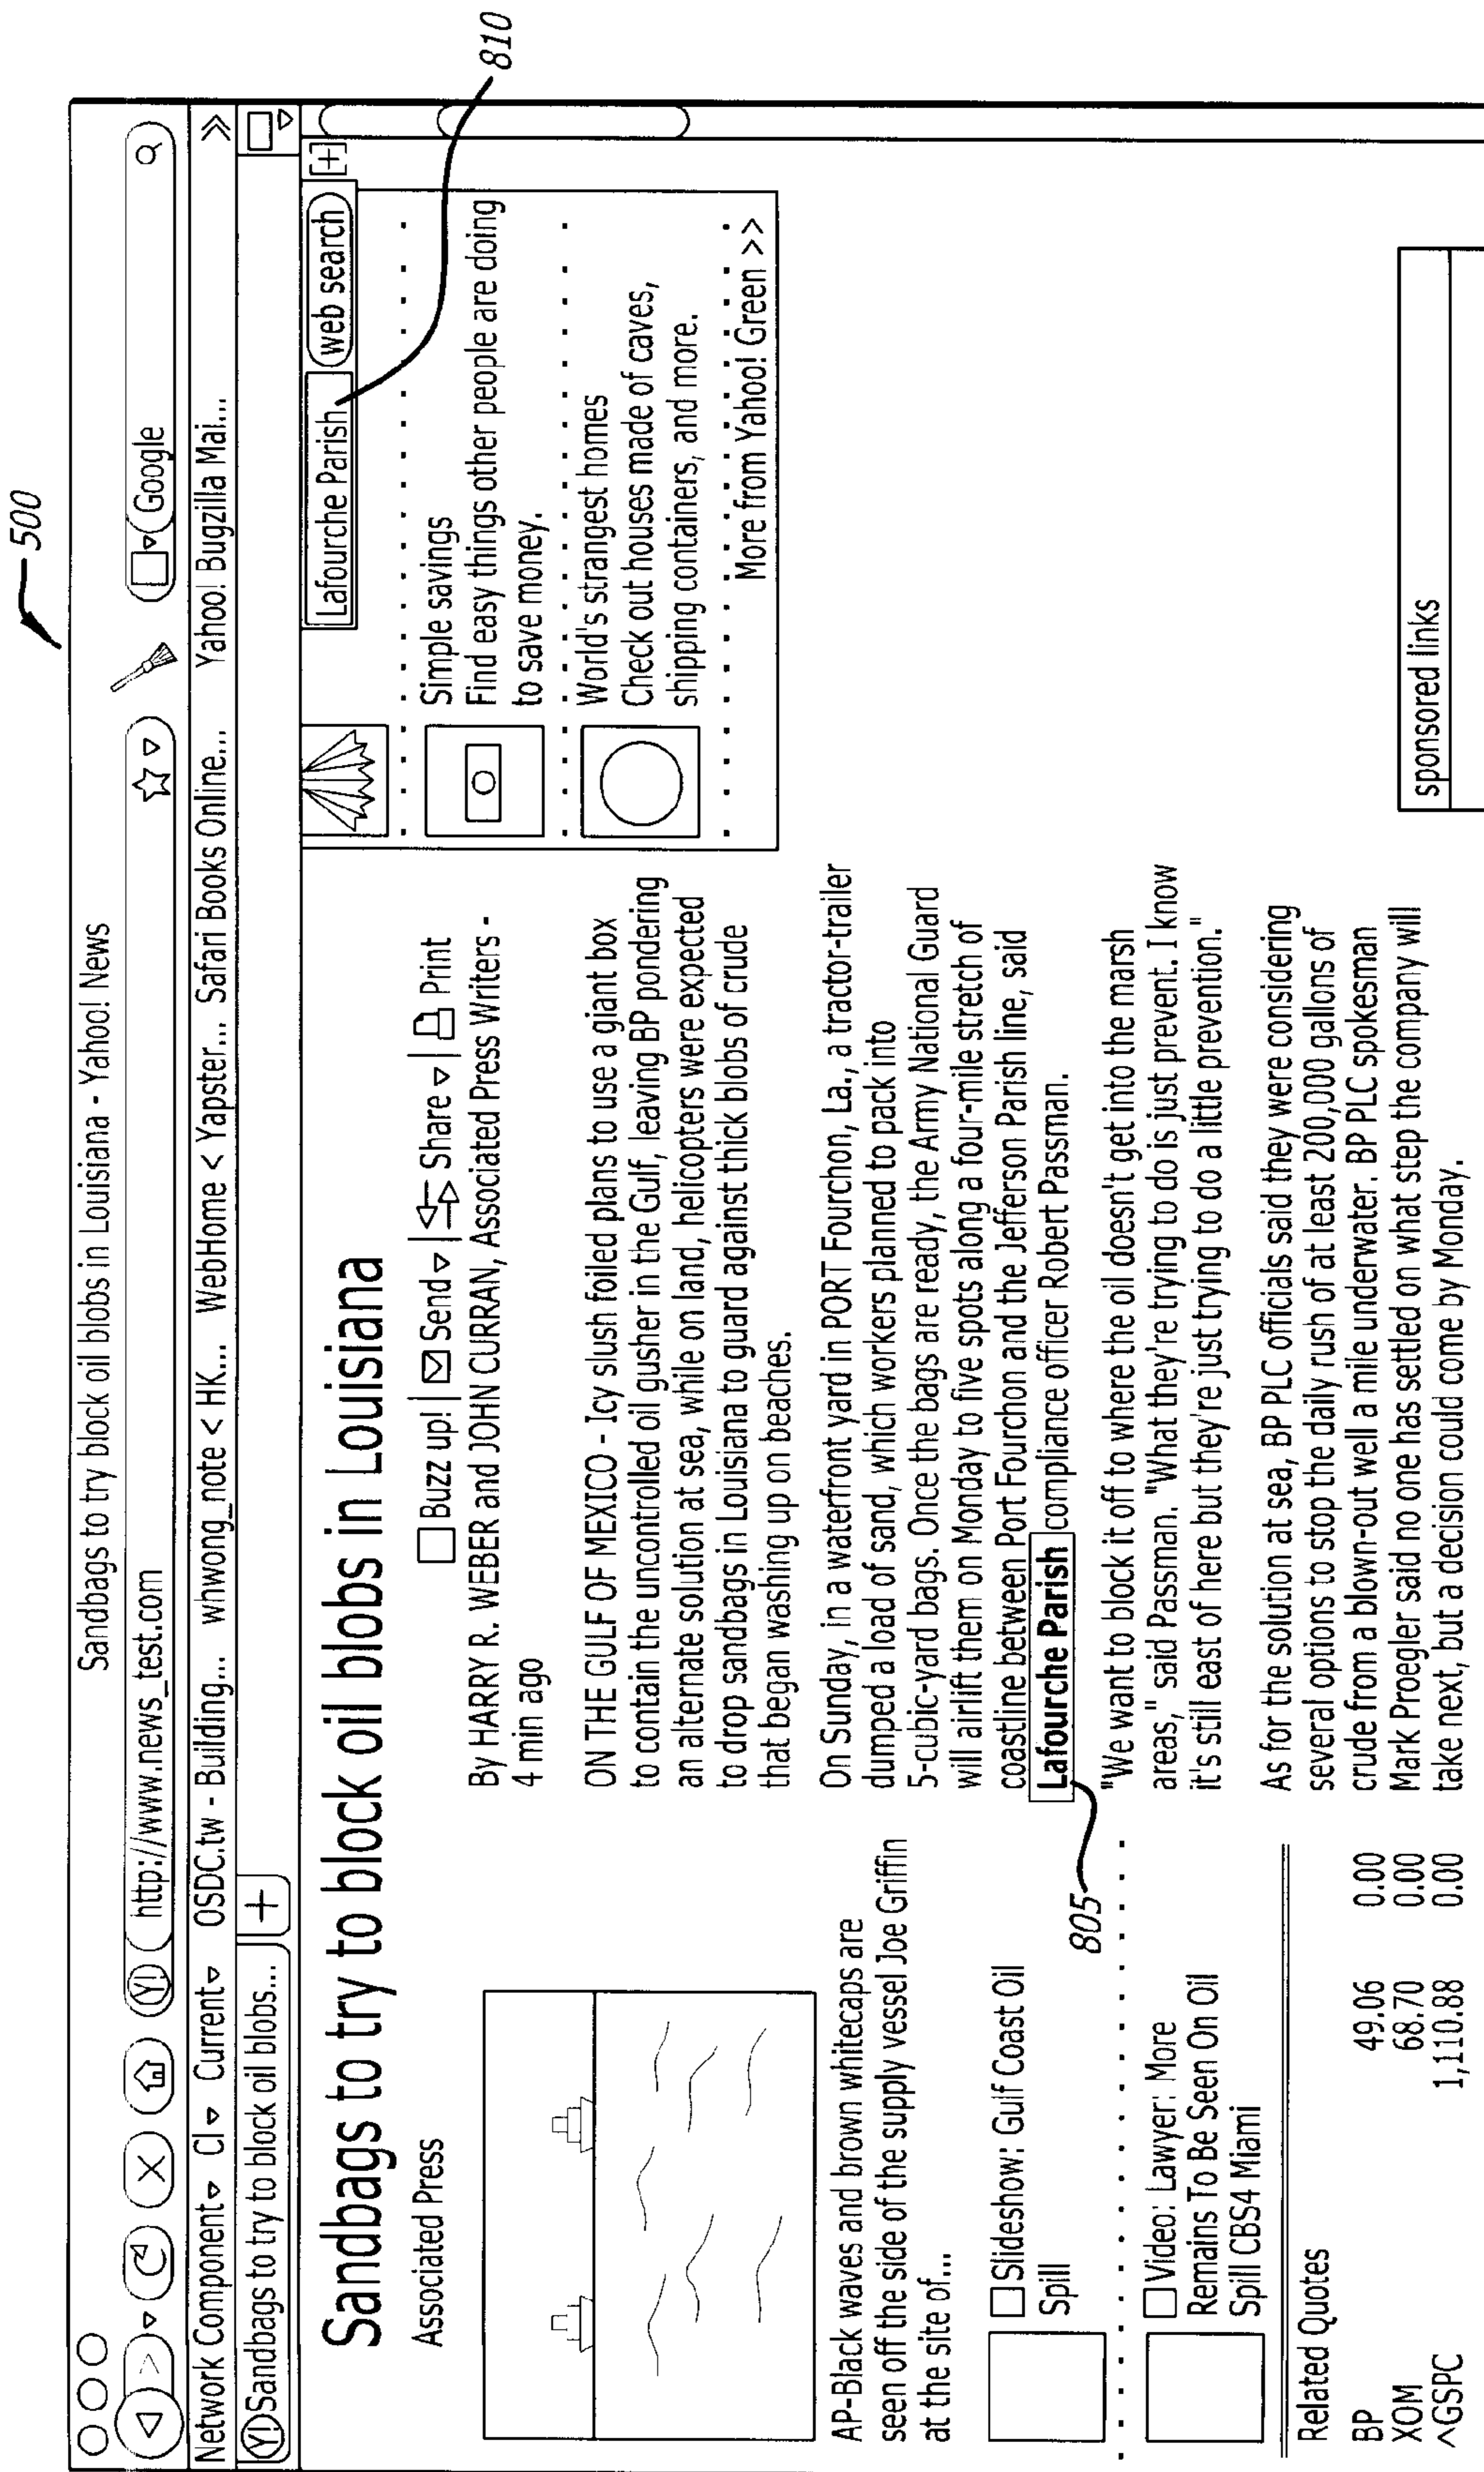 500
Sandbags to try block oil blobs in Louisiana - Yahoo! News
Y! http://www.news_test.com
Google
Network Component CI Current OSDC.tw - Building... whwong_note < HK... WebHome < Yapster... Safari Books Online... Yahoo! Bugzilla Mai... >>
Y! Sandbags to try to block oil blobs... +
Sandbags to try to block oil blobs in Louisiana
Lafourche Parish web search [+]
810
Associated Press
Buzz up! | Send | Share | Print
By HARRY R. WEBER and JOHN CURRAN, Associated Press Writers -
4 min ago
ON THE GULF OF MEXICO - Icy slush foiled plans to use a giant box
to contain the uncontrolled oil gusher in the Gulf, leaving BP pondering
an alternate solution at sea, while on land, helicopters were expected
to drop sandbags in Louisiana to guard against thick blobs of crude
that began washing up on beaches.
On Sunday, in a waterfront yard in PORT Fourchon, La., a tractor-trailer
dumped a load of sand, which workers planned to pack into
5-cubic-yard bags. Once the bags are ready, the Army National Guard
will airlift them on Monday to five spots along a four-mile stretch of
coastline between Port Fourchon and the Jefferson Parish line, said
Lafourche Parish compliance officer Robert Passman.
"We want to block it off to where the oil doesn't get into the marsh
areas," said Passman. "What they're trying to do is just prevent. I know
it's still east of here but they're just trying to do a little prevention."
As for the solution at sea, BP PLC officials said they were considering
several options to stop the daily rush of at least 200,000 gallons of
crude from a blown-out well a mile underwater. BP PLC spokesman
Mark Proegler said no one has settled on what step the company will
take next, but a decision could come by Monday.
AP-Black waves and brown whitecaps are
seen off the side of the supply vessel Joe Griffin
at the site of...
Slideshow: Gulf Coast Oil
Spill
805
Video: Lawyer: More
Remains To Be Seen On Oil
Spill CBS4 Miami
Related Quotes
BP 49.06 0.00
XOM 68.70 0.00
^GSPC 1,110.88 0.00
Simple savings
Find easy things other people are doing
to save money.
World's strangest homes
Check out houses made of caves,
shipping containers, and more.
More from Yahoo! Green >>
sponsored links